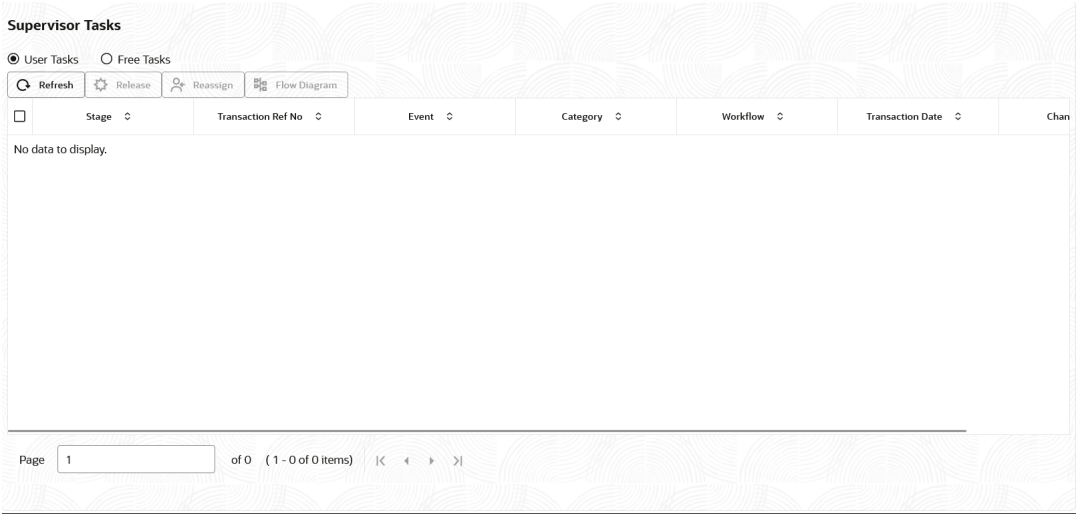 Supervisor Tasks
User Tasks Free Tasks
Refresh Release Reassign Flow Diagram
Stage Transaction Ref No Event Category Workflow Transaction Date Chan
No data to display.
Page 1 of 0 ( 1 - 0 of 0 items)